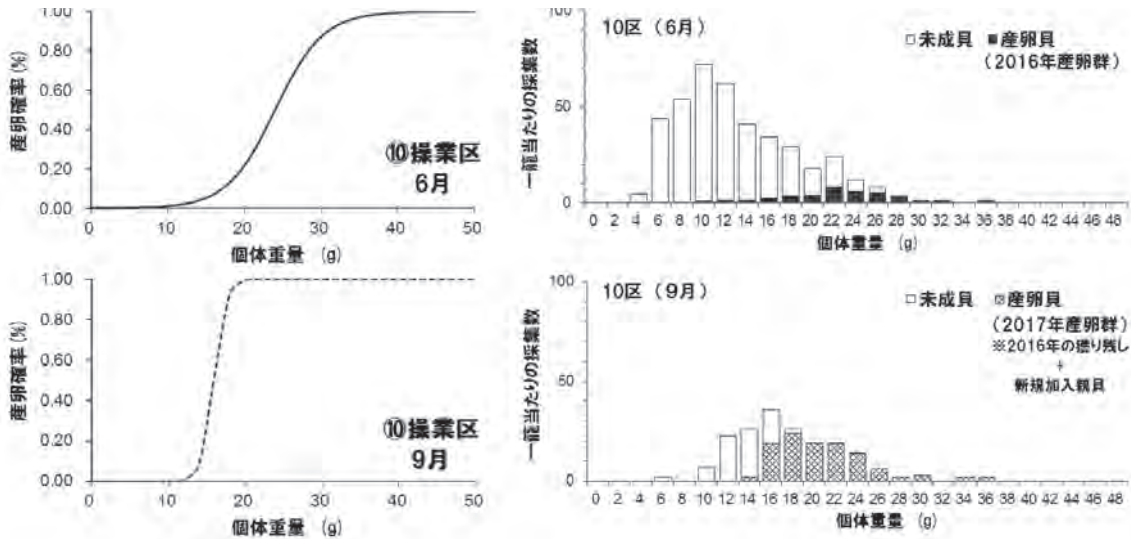 1.00
0.80
0.60
0.40
0.20
0.00
産卵確率(%)
⑩操業区
6月
0 10 20 30 40 50
個体重量 (g)
100
50
0
一籠当たりの採集数
10区（6月）
□未成貝 ■産卵貝
（2016年産卵群）
0 2 4 6 8 10 12 14 16 18 20 22 24 26 28 30 32 34 36 38 40 42 44 46 48
個体重量 (g)
1.00
0.80
0.60
0.40
0.20
0.00
産卵確率(%)
⑩操業区
9月
0 10 20 30 40 50
個体重量 (g)
100
50
0
一籠当たりの採集数
10区（9月）
□未成貝 産卵貝
（2017年産卵群）
※2016年の獲り残し
+
新規加入親貝
0 2 4 6 8 10 12 14 16 18 20 22 24 26 28 30 32 34 36 38 40 42 44 46 48
個体重量 (g)